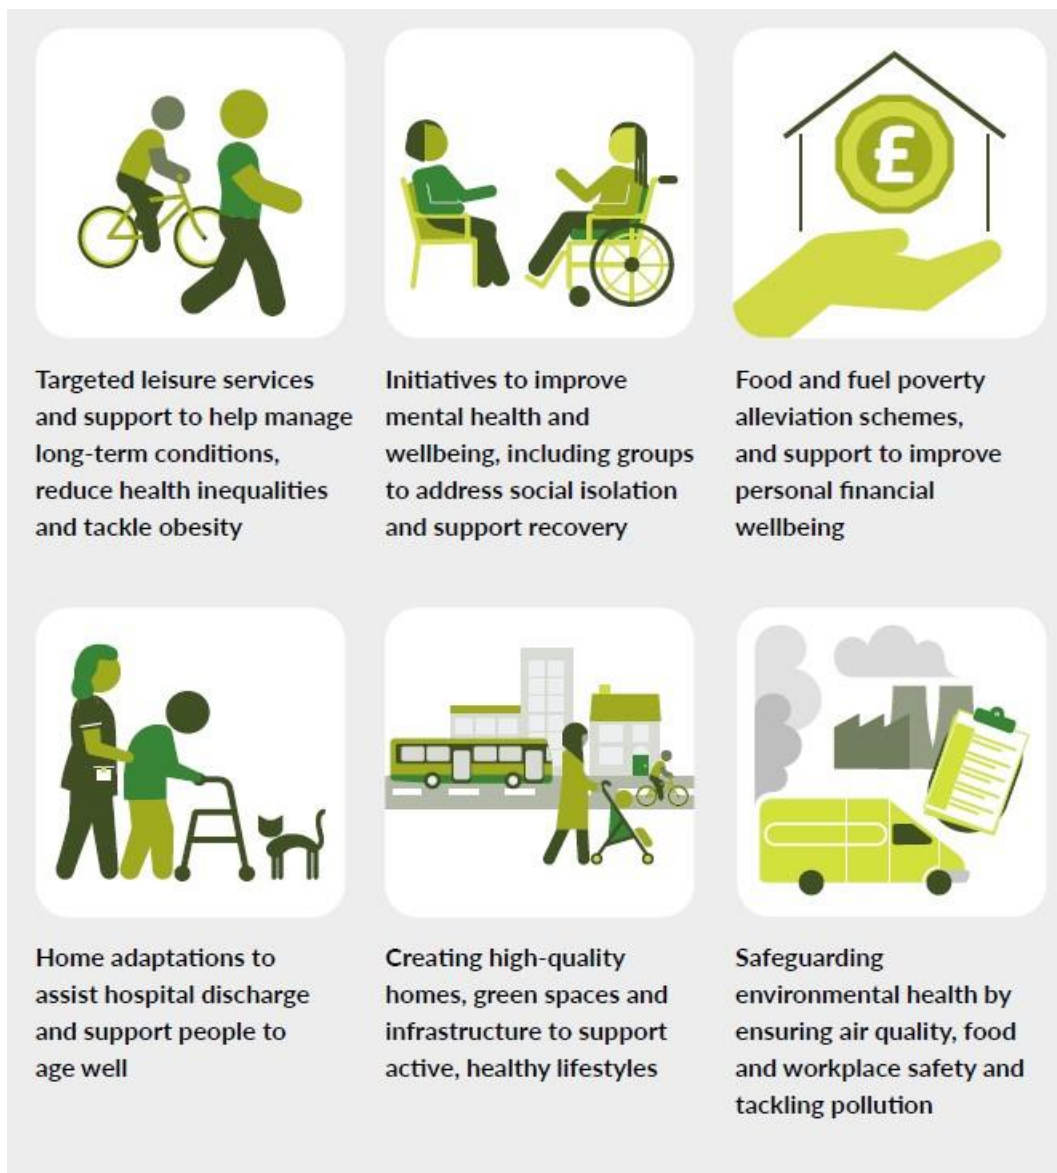 £
Targeted leisure services
and support to help manage
long-term conditions,
reduce health inequalities
and tackle obesity
Initiatives to improve
mental health and
wellbeing, including groups
to address social isolation
and support recovery
Food and fuel poverty
alleviation schemes,
and support to improve
personal financial
wellbeing
Home adaptations to
assist hospital discharge
and support people to
age well
Creating high-quality
homes, green spaces and
infrastructure to support
active, healthy lifestyles
Safeguarding
environmental health by
ensuring air quality, food
and workplace safety and
tackling pollution